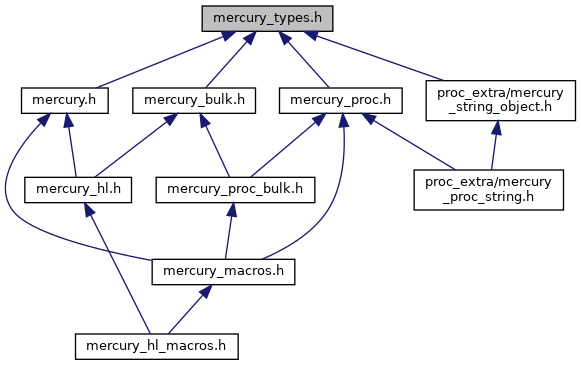 mercury_types.h
mercury.h
mercury_bulk.h
mercury_proc.h
proc_extra/mercury
_string_object.h
mercury_hl.h
mercury_proc_bulk.h
proc_extra/mercury
_proc_string.h
mercury_macros.h
mercury_hl_macros.h